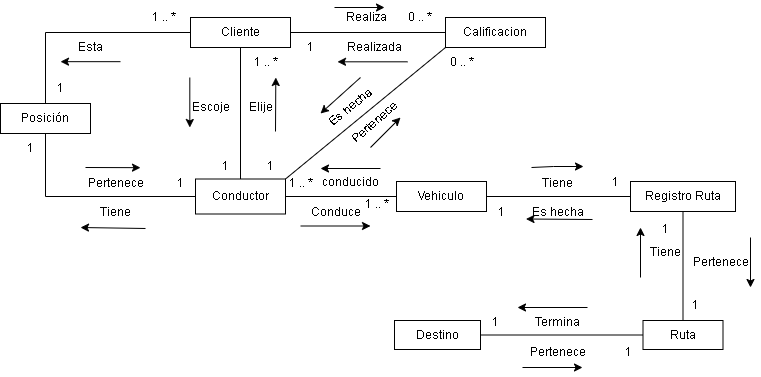 1 .. * Cliente Realiza 0 .. * Calificacion
Esta 1 Realizada
1 1 .. * 0 .. *
Escoje Elije Es hecha
Posición Pertenece
1 1 1
Pertenece 1 Conductor 1 .. * conducido Vehiculo Tiene 1 Registro Ruta
Tiene Conduce 1 .. * 1 Es hecha 1
Tiene Pertenece
1
Destino 1 Termina Ruta
Pertenece 1